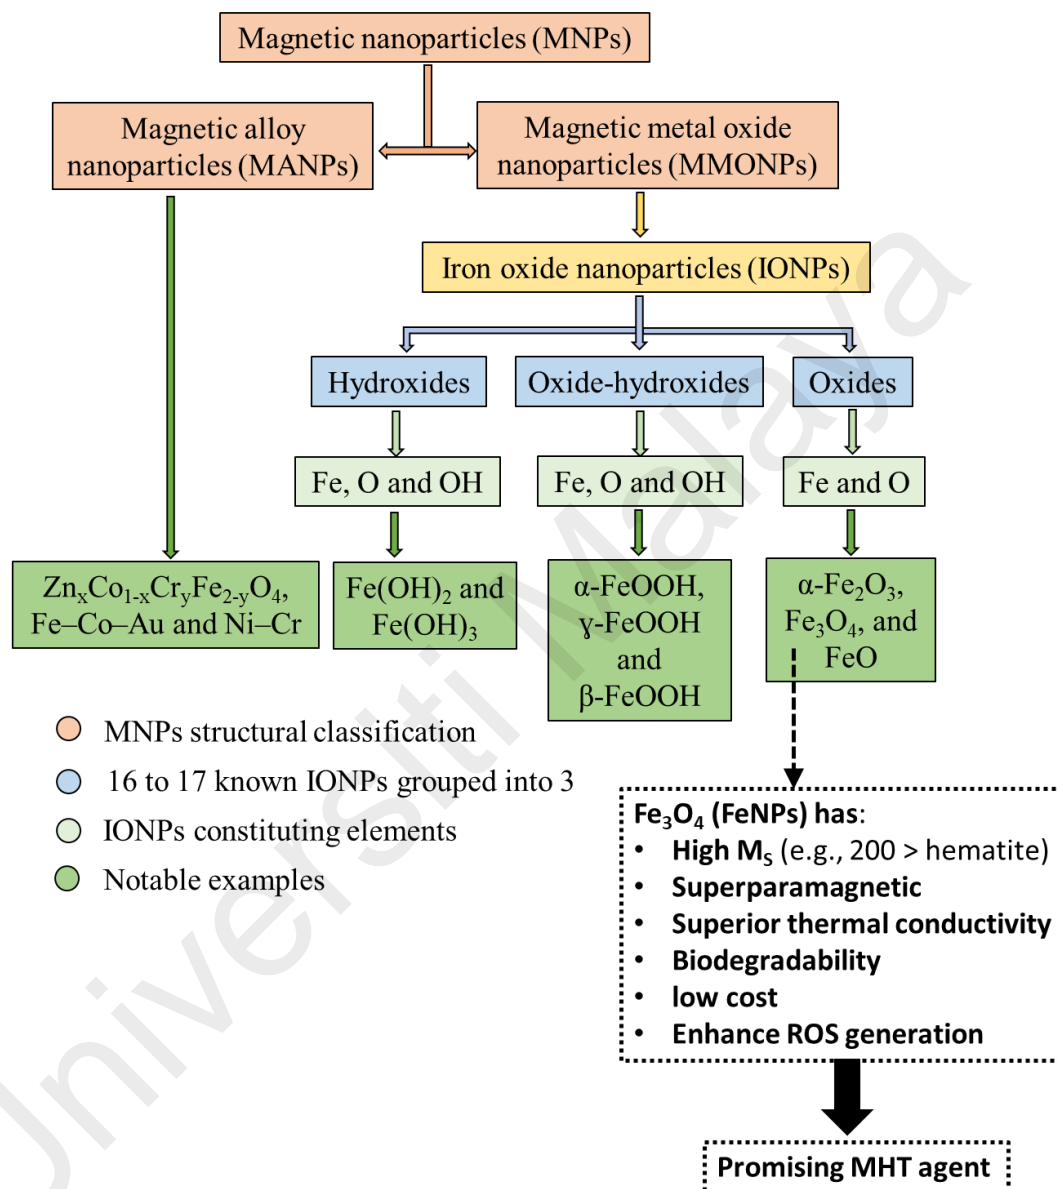 Magnetic nanoparticles (MNPs)
Magnetic alloy
nanoparticles (MANPs)
Magnetic metal oxide
nanoparticles (MMONPs)
Iron oxide nanoparticles (IONPs)
Hydroxides
Oxide-hydroxides
Oxides
Fe, O and OH
Fe, O and OH
Fe and O
ZnₓCo₁₋ₓCrᵧFe₂₋ᵧO₄,
Fe–Co–Au and Ni–Cr
Fe(OH)₂ and
Fe(OH)₃
α-FeOOH,
ɣ-FeOOH
and
β-FeOOH
α-Fe₂O₃,
Fe₃O₄, and
FeO
MNPs structural classification
16 to 17 known IONPs grouped into 3
IONPs constituting elements
Notable examples
Fe₃O₄ (FeNPs) has:
• High Mₛ (e.g., 200 > hematite)
• Superparamagnetic
• Superior thermal conductivity
• Biodegradability
• low cost
• Enhance ROS generation
Promising MHT agent
Universiti Malaya